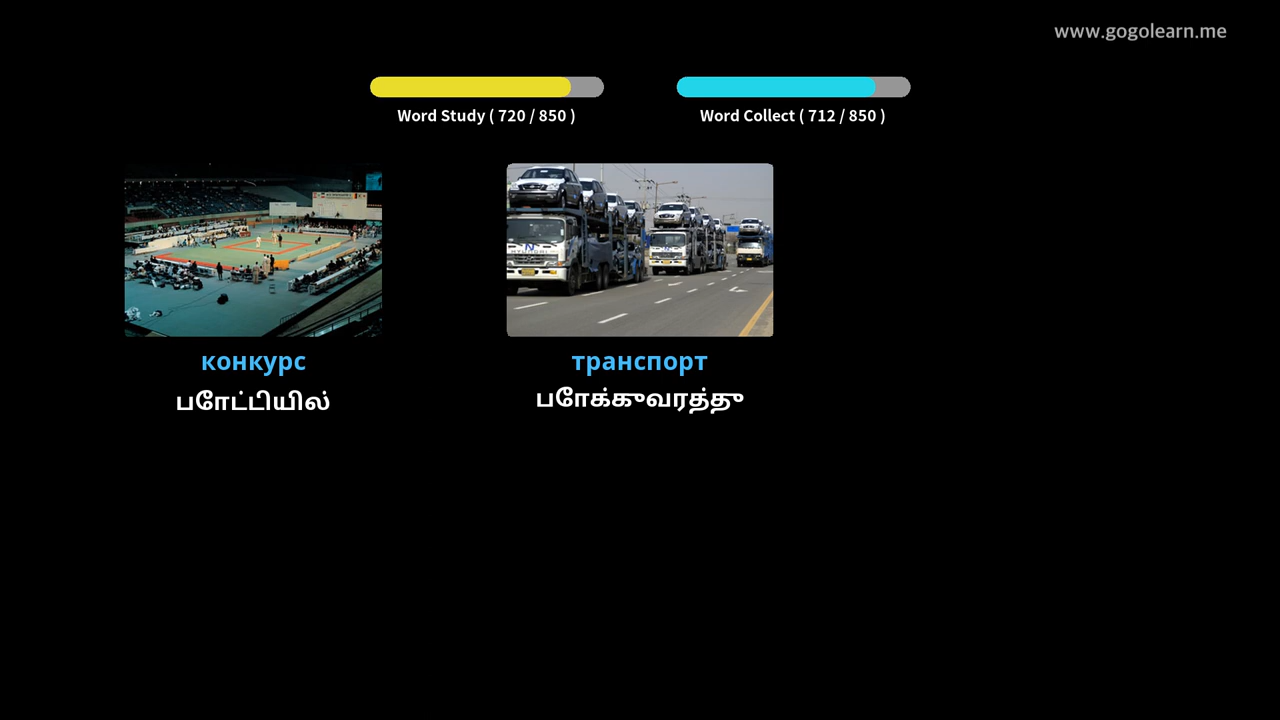 www.gogolearn.me
Word Study ( 720 / 850 )
Word Collect ( 712 / 850 )
конкурс
транспорт
போட்டியில்
போக்குவரத்து